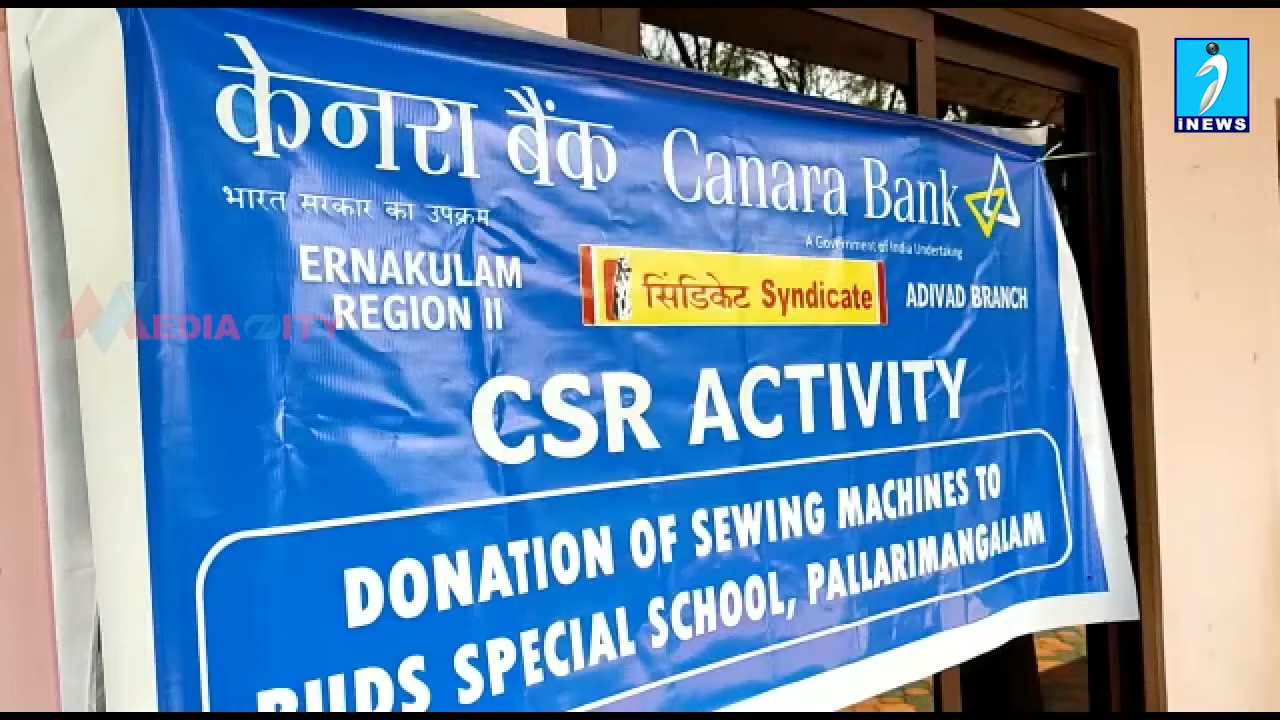 iNEWS
केनरा बैंक Canara Bank
भारत सरकार का उपक्रम
A Government of India Undertaking
ERNAKULAM
REGION II
सिंडिकेट Syndicate
ADIVAD BRANCH
MEDIACITY
CSR ACTIVITY
DONATION OF SEWING MACHINES TO
BUDS SPECIAL SCHOOL, PALLARIMANGALAM